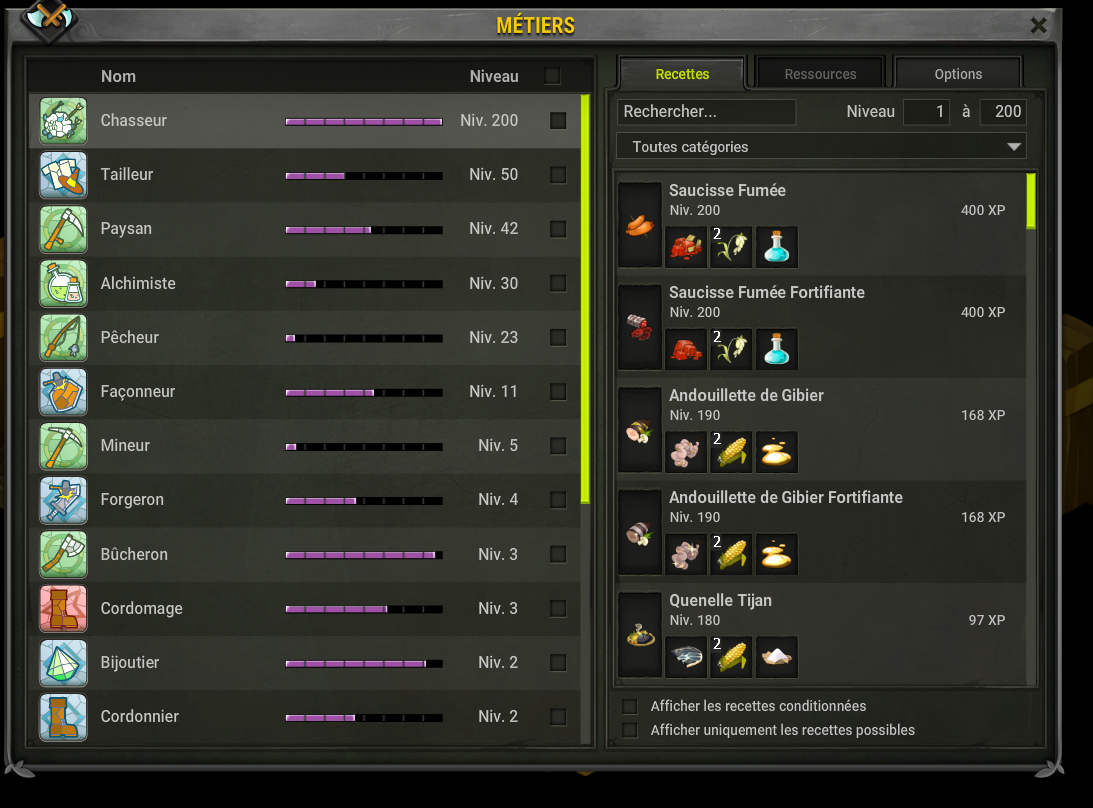 MÉTIERS
Nom Niveau
Chasseur Niv. 200
Tailleur Niv. 50
Paysan Niv. 42
Alchimiste Niv. 30
Pêcheur Niv. 23
Façonneur Niv. 11
Mineur Niv. 5
Forgeron Niv. 4
Bûcheron Niv. 3
Cordomage Niv. 3
Bijoutier Niv. 2
Cordonnier Niv. 2
Recettes Ressources Options
Rechercher... Niveau 1 à 200
Toutes catégories
Saucisse Fumée
Niv. 200 400 XP
2
Saucisse Fumée Fortifiante
Niv. 200 400 XP
2
Andouillette de Gibier
Niv. 190 168 XP
2
Andouillette de Gibier Fortifiante
Niv. 190 168 XP
2
Quenelle Tijan
Niv. 180 97 XP
2
Afficher les recettes conditionnées
Afficher uniquement les recettes possibles